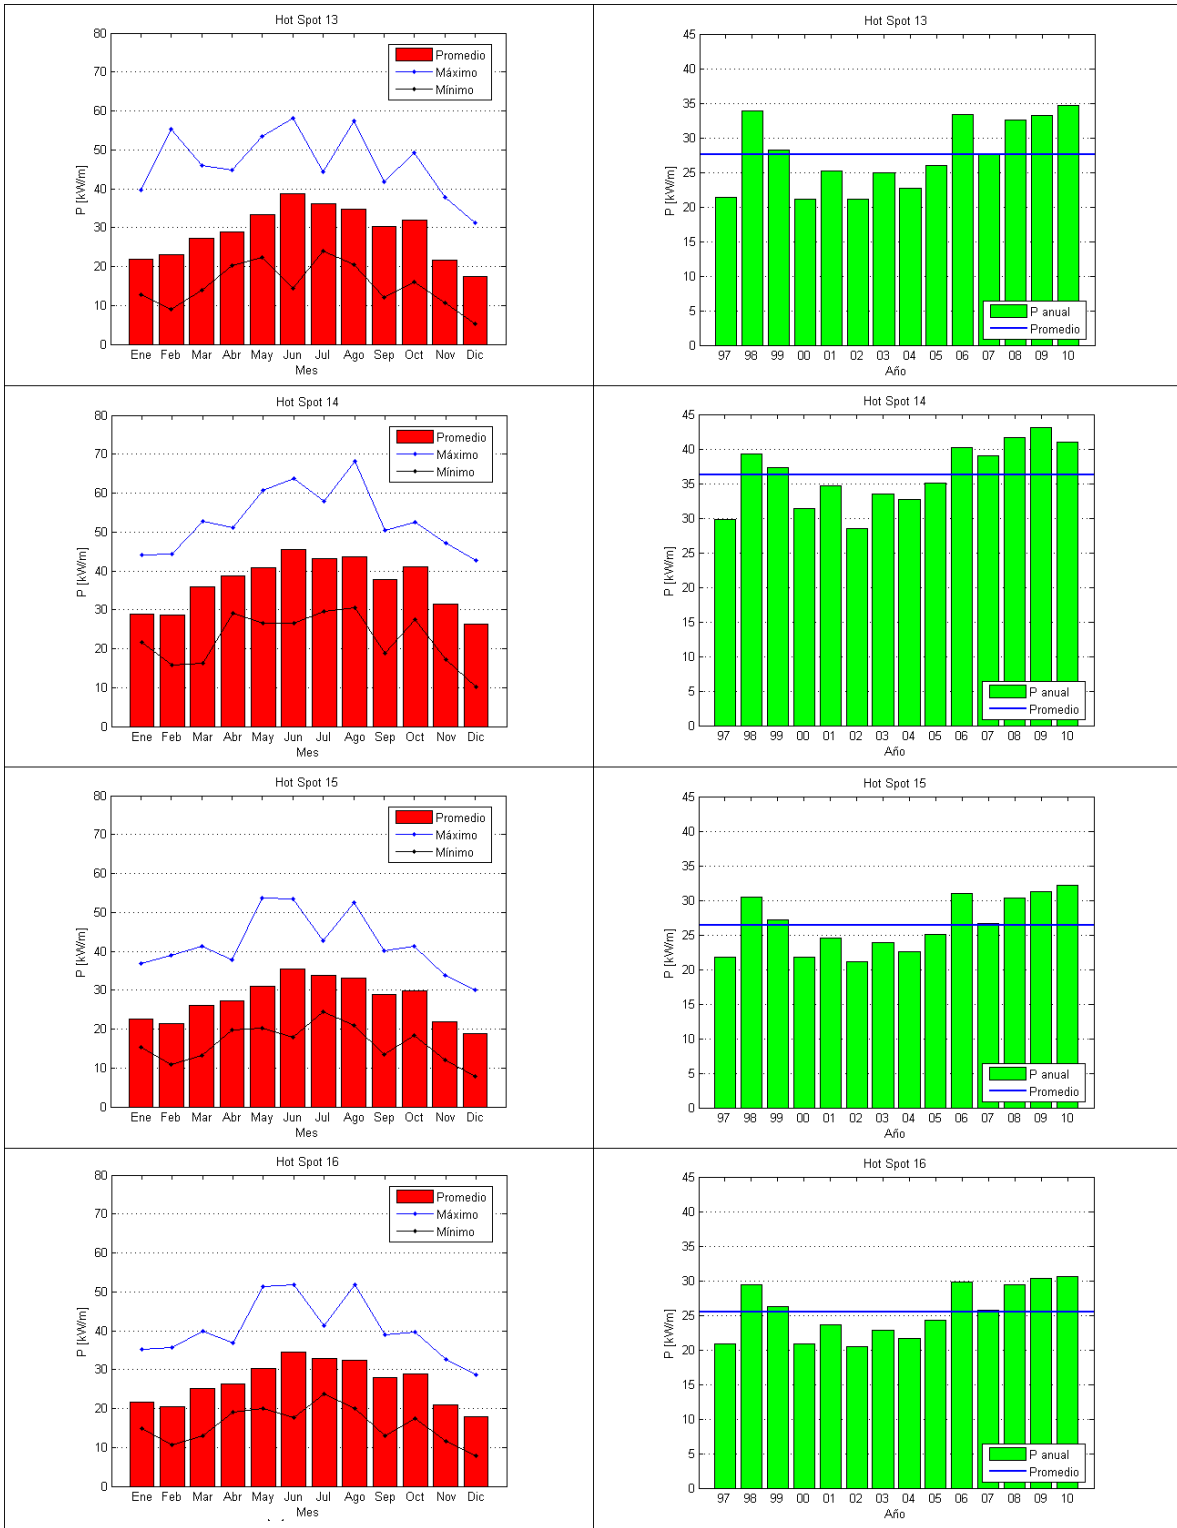 Hot Spot 13
80
70
60
50
40
30
20
10
0
P [kW/m]
Promedio
Máximo
Mínimo
Ene Feb Mar Abr May Jun Jul Ago Sep Oct Nov Dic
Mes
Hot Spot 13
45
40
35
30
25
20
15
10
5
0
P [kW/m]
P anual
Promedio
97 98 99 00 01 02 03 04 05 06 07 08 09 10
Año
Hot Spot 14
80
70
60
50
40
30
20
10
0
P [kW/m]
Promedio
Máximo
Mínimo
Ene Feb Mar Abr May Jun Jul Ago Sep Oct Nov Dic
Mes
Hot Spot 14
45
40
35
30
25
20
15
10
5
0
P [kW/m]
P anual
Promedio
97 98 99 00 01 02 03 04 05 06 07 08 09 10
Año
Hot Spot 15
80
70
60
50
40
30
20
10
0
P [kW/m]
Promedio
Máximo
Mínimo
Ene Feb Mar Abr May Jun Jul Ago Sep Oct Nov Dic
Mes
Hot Spot 15
45
40
35
30
25
20
15
10
5
0
P [kW/m]
P anual
Promedio
97 98 99 00 01 02 03 04 05 06 07 08 09 10
Año
Hot Spot 16
80
70
60
50
40
30
20
10
0
P [kW/m]
Promedio
Máximo
Mínimo
Ene Feb Mar Abr May Jun Jul Ago Sep Oct Nov Dic
Mes
Hot Spot 16
45
40
35
30
25
20
15
10
5
0
P [kW/m]
P anual
Promedio
97 98 99 00 01 02 03 04 05 06 07 08 09 10
Año